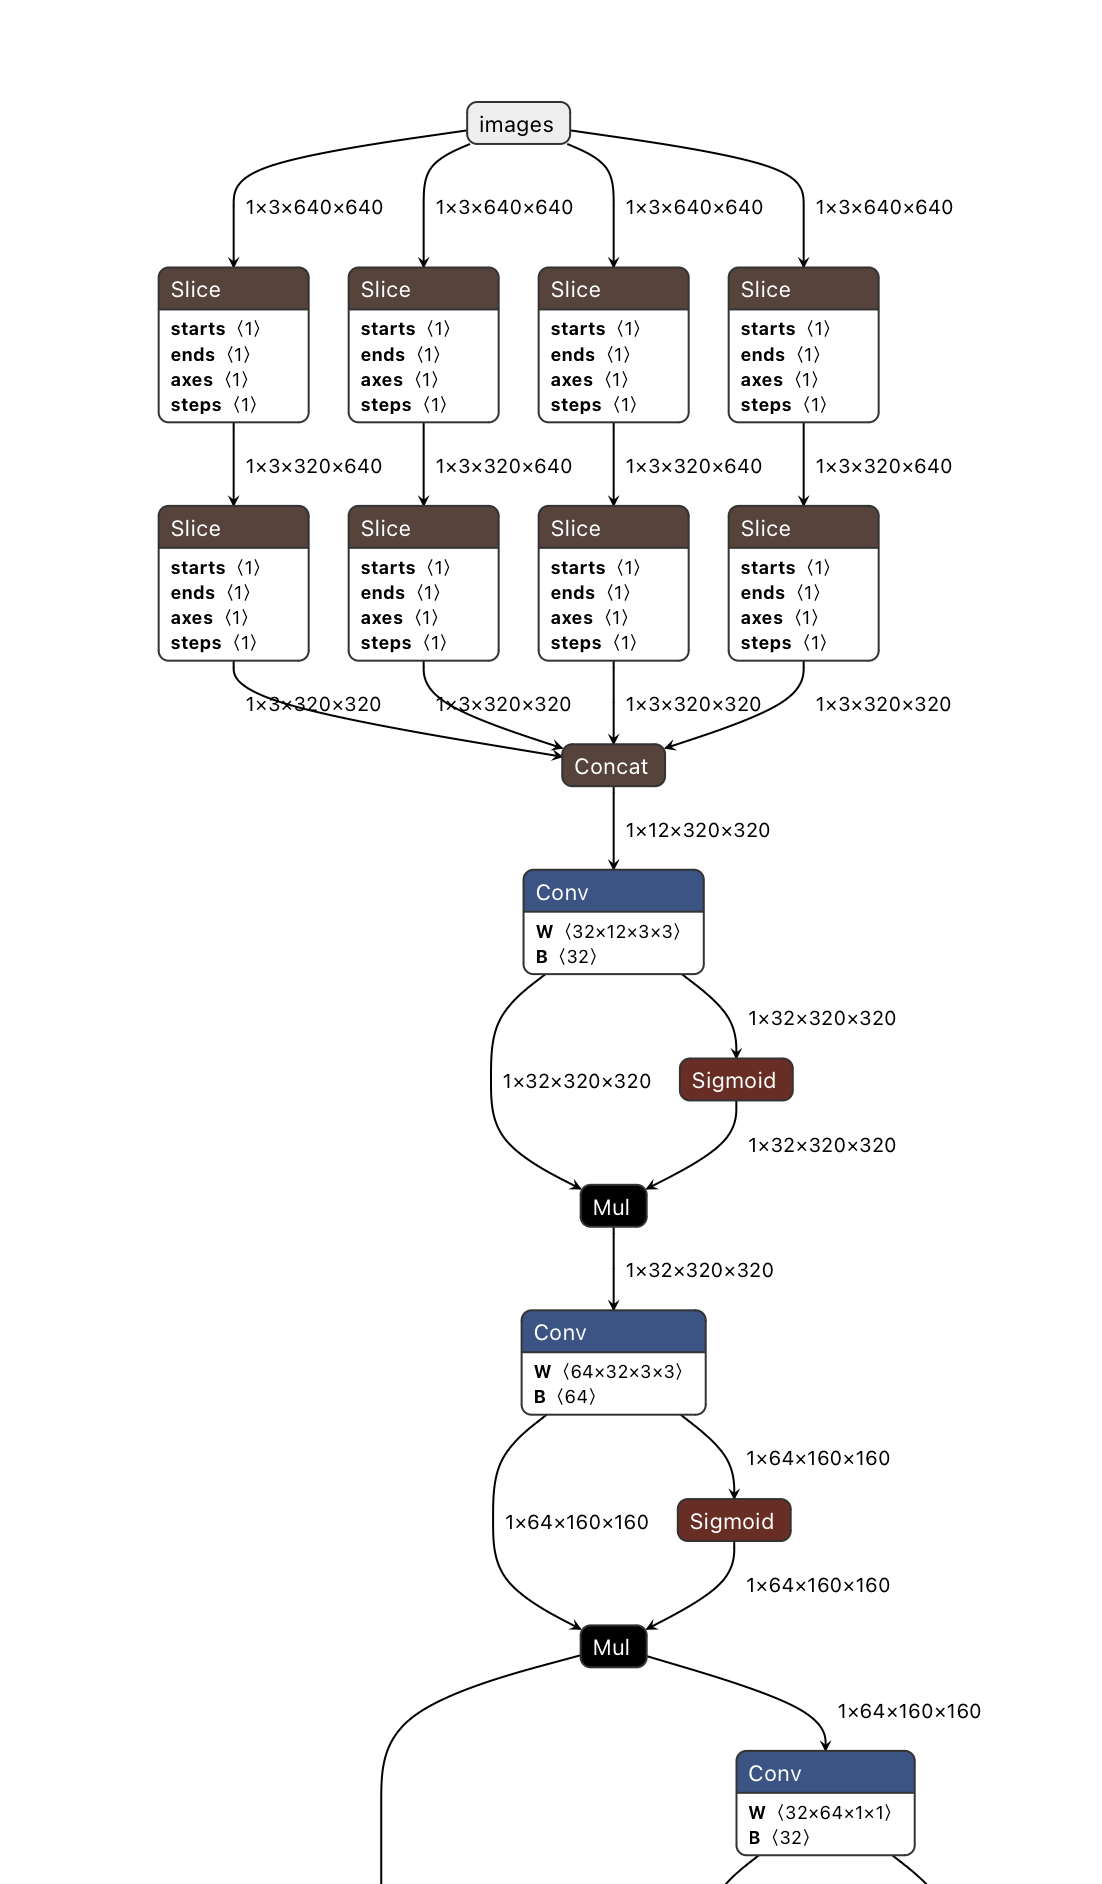 images
1×3×640×640 1×3×640×640 1×3×640×640 1×3×640×640
Slice Slice Slice Slice
starts 〈1〉 starts 〈1〉 starts 〈1〉 starts 〈1〉
ends 〈1〉 ends 〈1〉 ends 〈1〉 ends 〈1〉
axes 〈1〉 axes 〈1〉 axes 〈1〉 axes 〈1〉
steps 〈1〉 steps 〈1〉 steps 〈1〉 steps 〈1〉
1×3×320×640 1×3×320×640 1×3×320×640 1×3×320×640
Slice Slice Slice Slice
starts 〈1〉 starts 〈1〉 starts 〈1〉 starts 〈1〉
ends 〈1〉 ends 〈1〉 ends 〈1〉 ends 〈1〉
axes 〈1〉 axes 〈1〉 axes 〈1〉 axes 〈1〉
steps 〈1〉 steps 〈1〉 steps 〈1〉 steps 〈1〉
1×3×320×320 1×3×320×320 1×3×320×320 1×3×320×320
Concat
1×12×320×320
Conv
W 〈32×12×3×3〉
B 〈32〉
1×32×320×320
1×32×320×320 Sigmoid
1×32×320×320
Mul
1×32×320×320
Conv
W 〈64×32×3×3〉
B 〈64〉
1×64×160×160
1×64×160×160 Sigmoid
1×64×160×160
Mul
1×64×160×160
Conv
W 〈32×64×1×1〉
B 〈32〉